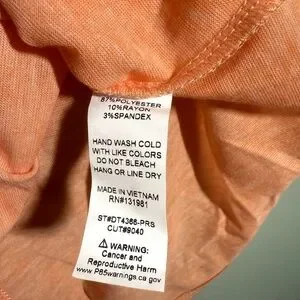 87%POLYESTER
10%RAYON
3%SPANDEX
HAND WASH COLD
WITH LIKE COLORS
DO NOT BLEACH
HANG OR LINE DRY
MADE IN VIETNAM
RN#131981
ST#DT4366-PRS
CUT#9040
⚠ WARNING:
Cancer and
Reproductive Harm
www.P65warnings.ca.gov